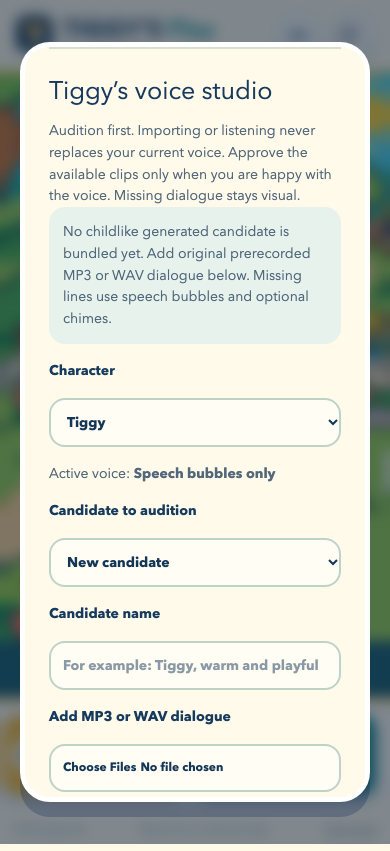 Tiggy’s voice studio
Audition first. Importing or listening never
replaces your current voice. Approve the
available clips only when you are happy with
the voice. Missing dialogue stays visual.
No childlike generated candidate is
bundled yet. Add original prerecorded
MP3 or WAV dialogue below. Missing
lines use speech bubbles and optional
chimes.
Character
Tiggy
Active voice: Speech bubbles only
Candidate to audition
New candidate
Candidate name
For example: Tiggy, warm and playful
Add MP3 or WAV dialogue
Choose Files No file chosen